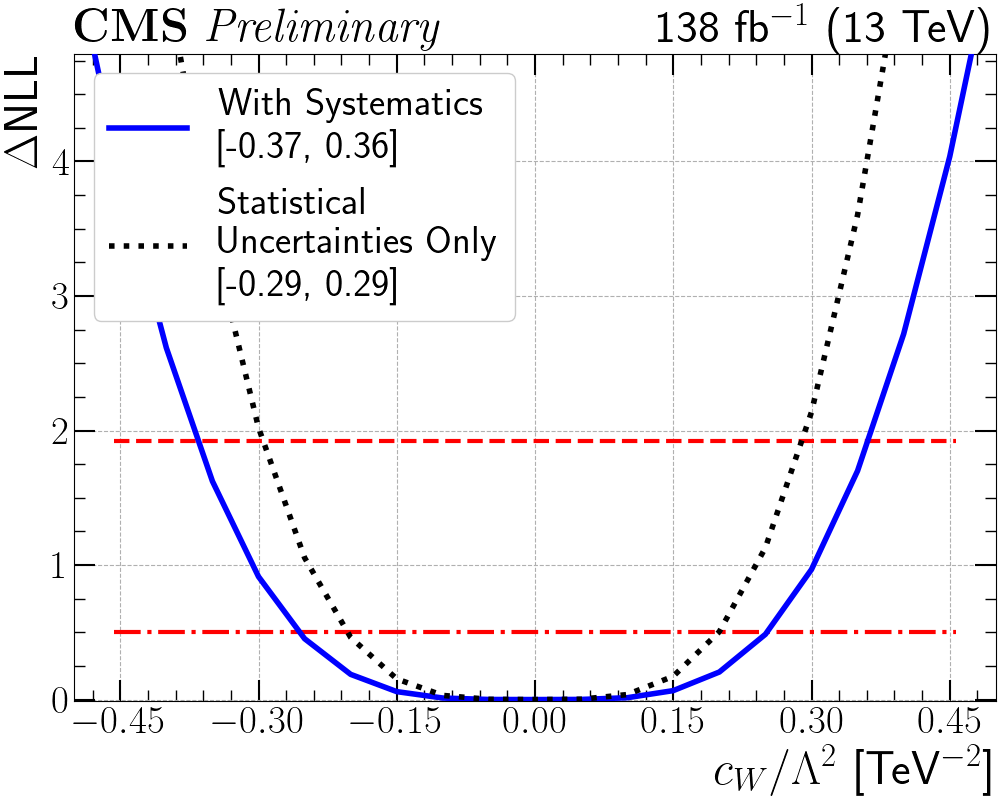 CMS Preliminary 138 fb⁻¹ (13 TeV)
ΔNLL
With Systematics
[-0.37, 0.36]
Statistical
Uncertainties Only
[-0.29, 0.29]
4
3
2
1
0
−0.45 −0.30 −0.15 0.00 0.15 0.30 0.45
c_W/Λ² [TeV⁻²]